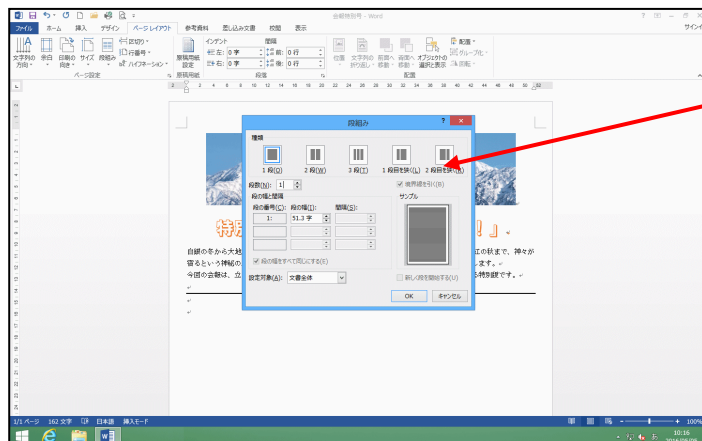 会報特別号 - Word
サインイ
ファイル ホーム 挿入 デザイン ページ レイアウト 参考資料 差し込み文書 校閲 表示
文字列の方向 余白 印刷の向き サイズ 段組み 区切り 行番号 ハイフネーション
原稿用紙設定
インデント 間隔
左: 0 字 前: 0 行
右: 0 字 後: 0 行
位置 文字列の折り返し 前面へ移動 背面へ移動 オブジェクトの選択と表示 配置 グループ化 回転
ページ設定 原稿用紙 段落 配置
段組み
種類
1 段(O) 2 段(W) 3 段(T) 1 段目を狭く(L) 2 段目を狭く(R)
段数(N): 1 境界線を引く(B)
段の幅と間隔 サンプル
段の番号(C): 段の幅(I): 間隔(S):
1: 51.3 字
段の幅をすべて同じにする(E)
設定対象(A): 文書全体 新しく段を開始する(U)
OK キャンセル
特別
!』
白銀の冬から大地 紅の秋まで、神々が
宿るという神秘の ます。
今回の会報は、立 特別號です。
1/1 ページ 162 文字 日本語 挿入モード 100%
10:16
2016/05/05